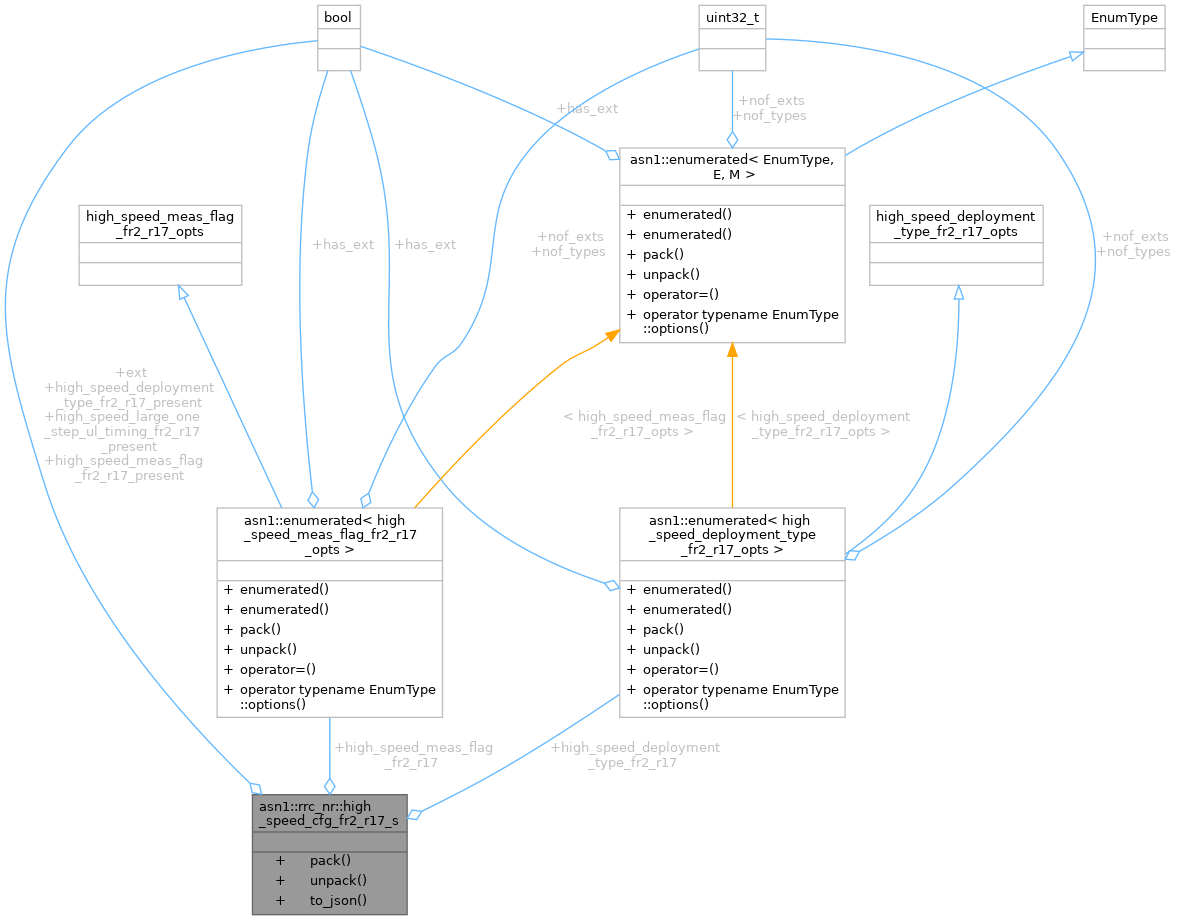 bool
uint32_t
EnumType
+has_ext
+nof_exts
+nof_types
asn1::enumerated< EnumType,
E, M >
+ enumerated()
+ enumerated()
+ pack()
+ unpack()
+ operator=()
+ operator typename EnumType
::options()
high_speed_meas_flag
_fr2_r17_opts
high_speed_deployment
_type_fr2_r17_opts
+has_ext
+has_ext
+nof_exts
+nof_types
+nof_exts
+nof_types
+ext
+high_speed_deployment
_type_fr2_r17_present
+high_speed_large_one
_step_ul_timing_fr2_r17
_present
+high_speed_meas_flag
_fr2_r17_present
< high_speed_meas_flag
_fr2_r17_opts >
< high_speed_deployment
_type_fr2_r17_opts >
asn1::enumerated< high
_speed_meas_flag_fr2_r17
_opts >
+ enumerated()
+ enumerated()
+ pack()
+ unpack()
+ operator=()
+ operator typename EnumType
::options()
asn1::enumerated< high
_speed_deployment_type
_fr2_r17_opts >
+ enumerated()
+ enumerated()
+ pack()
+ unpack()
+ operator=()
+ operator typename EnumType
::options()
+high_speed_meas_flag
_fr2_r17
+high_speed_deployment
_type_fr2_r17
asn1::rrc_nr::high
_speed_cfg_fr2_r17_s
+ pack()
+ unpack()
+ to_json()